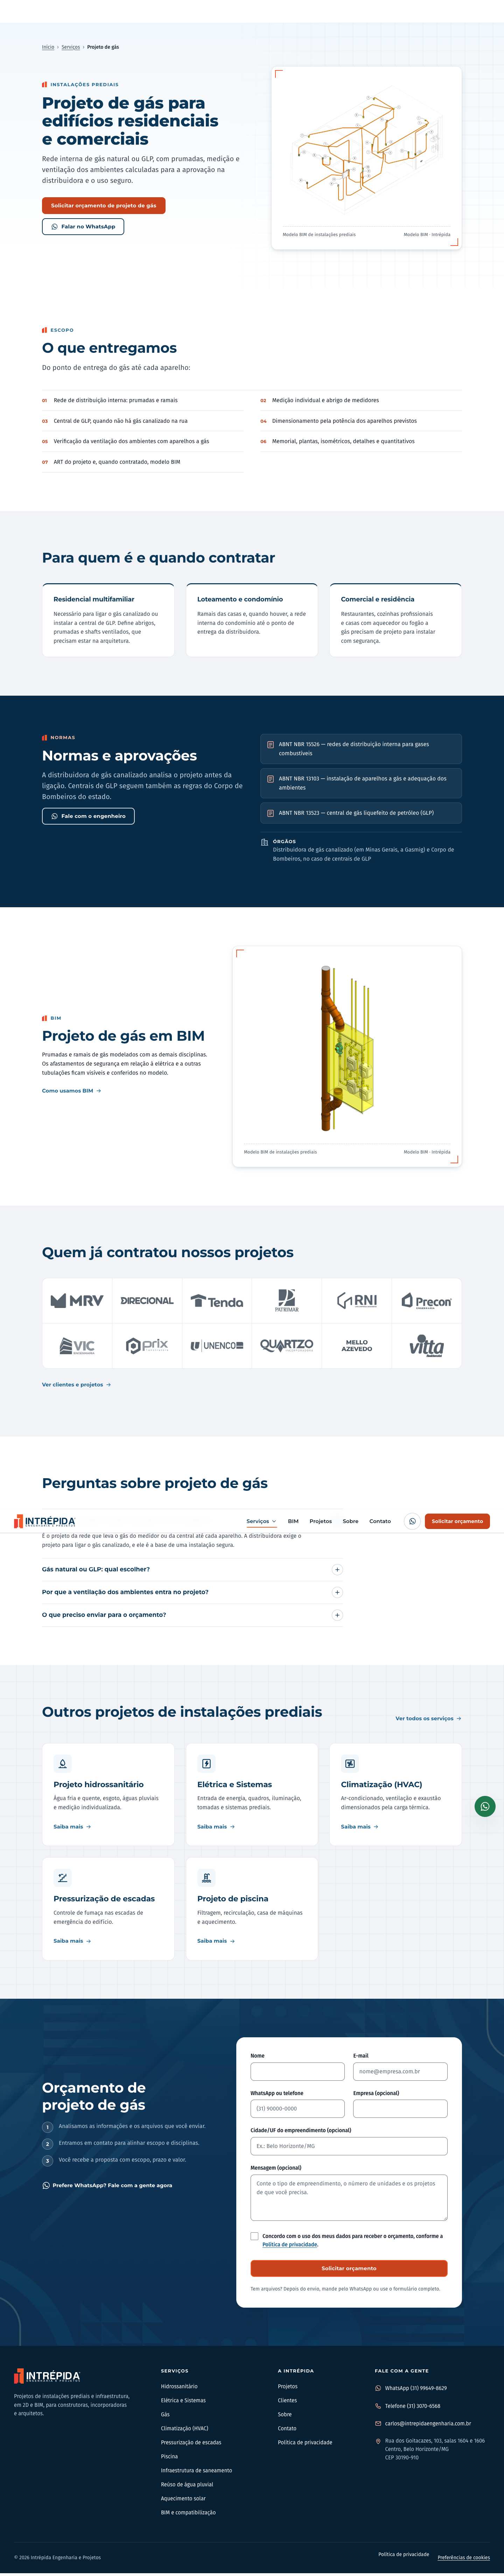 Início › Serviços › Projeto de gás
INSTALAÇÕES PREDIAIS
Projeto de gás para
edifícios residenciais
e comerciais
Rede interna de gás natural ou GLP, com prumadas, medição e
ventilação dos ambientes calculadas para a aprovação na
distribuidora e o uso seguro.
Solicitar orçamento de projeto de gás
Falar no WhatsApp
Modelo BIM de instalações prediais
Modelo BIM · Intrépida
ESCOPO
O que entregamos
Do ponto de entrega do gás até cada aparelho:
01 Rede de distribuição interna: prumadas e ramais
02 Medição individual e abrigo de medidores
03 Central de GLP, quando não há gás canalizado na rua
04 Dimensionamento pela potência dos aparelhos previstos
05 Verificação da ventilação dos ambientes com aparelhos a gás
06 Memorial, plantas, isométricos, detalhes e quantitativos
07 ART do projeto e, quando contratado, modelo BIM
Para quem é e quando contratar
Residencial multifamiliar
Necessário para ligar o gás canalizado ou
instalar a central de GLP. Define abrigos,
prumadas e shafts ventilados, que
precisam estar na arquitetura.
Loteamento e condomínio
Ramais das casas e, quando houver, a rede
interna do condomínio até o ponto de
entrega da distribuidora.
Comercial e residência
Restaurantes, cozinhas profissionais
e casas com aquecedor ou fogão a
gás precisam de projeto para instalar
com segurança.
NORMAS
Normas e aprovações
A distribuidora de gás canalizado analisa o projeto antes da
ligação. Centrais de GLP seguem também as regras do Corpo de
Bombeiros do estado.
Fale com o engenheiro
ABNT NBR 15526 — redes de distribuição interna para gases
combustíveis
ABNT NBR 13103 — instalação de aparelhos a gás e adequação dos
ambientes
ABNT NBR 13523 — central de gás liquefeito de petróleo (GLP)
ÓRGÃOS
Distribuidora de gás canalizado (em Minas Gerais, a Gasmig) e Corpo de
Bombeiros, no caso de centrais de GLP
BIM
Projeto de gás em BIM
Prumadas e ramais de gás modelados com as demais disciplinas.
Os afastamentos de segurança em relação à elétrica e a outras
tubulações ficam visíveis e conferidos no modelo.
Como usamos BIM →
Modelo BIM de instalações prediais
Modelo BIM · Intrépida
Quem já contratou nossos projetos
MRV
DIRECIONAL
Tenda
PATRIMAR
RNI
Precon
VIC
prix
UNENCO
QUARTZO
MELLO
AZEVEDO
vitta
Ver clientes e projetos →
Perguntas sobre projeto de gás
INTRÉPIDA
Serviços
BIM
Projetos
Sobre
Contato
Solicitar orçamento
É o projeto da rede que leva o gás do medidor ou da central até cada aparelho. A distribuidora exige o
projeto para ligar o gás canalizado, e ele é a base de uma instalação segura.
Gás natural ou GLP: qual escolher?
Por que a ventilação dos ambientes entra no projeto?
O que preciso enviar para o orçamento?
Outros projetos de instalações prediais
Ver todos os serviços →
Projeto hidrossanitário
Água fria e quente, esgoto, águas pluviais
e medição individualizada.
Saiba mais →
Elétrica e Sistemas
Entrada de energia, quadros, iluminação,
tomadas e sistemas prediais.
Saiba mais →
Climatização (HVAC)
Ar-condicionado, ventilação e exaustão
dimensionados pela carga térmica.
Saiba mais →
Pressurização de escadas
Controle de fumaça nas escadas de
emergência do edifício.
Saiba mais →
Projeto de piscina
Filtragem, recirculação, casa de máquinas
e aquecimento.
Saiba mais →
Orçamento de
projeto de gás
1 Analisamos as informações e os arquivos que você enviar.
2 Entramos em contato para alinhar escopo e disciplinas.
3 Você recebe a proposta com escopo, prazo e valor.
Prefere WhatsApp? Fale com a gente agora
Nome
E-mail
nome@empresa.com.br
WhatsApp ou telefone
(31) 90000-0000
Empresa (opcional)
Cidade/UF do empreendimento (opcional)
Ex.: Belo Horizonte/MG
Mensagem (opcional)
Conte o tipo de empreendimento, o número de unidades e os projetos
de que você precisa.
Concordo com o uso dos meus dados para receber o orçamento, conforme a
Política de privacidade.
Solicitar orçamento
Tem arquivos? Depois do envio, mande pelo WhatsApp ou use o formulário completo.
INTRÉPIDA
ENGENHARIA E PROJETOS
Projetos de instalações prediais e infraestrutura,
em 2D e BIM, para construtoras, incorporadoras
e arquitetos.
SERVIÇOS
Hidrossanitário
Elétrica e Sistemas
Gás
Climatização (HVAC)
Pressurização de escadas
Piscina
Infraestrutura de saneamento
Reúso de água pluvial
Aquecimento solar
BIM e compatibilização
A INTRÉPIDA
Projetos
Clientes
Sobre
Contato
Política de privacidade
FALE COM A GENTE
WhatsApp (31) 99649-8629
Telefone (31) 3070-6568
carlos@intrepidaengenharia.com.br
Rua dos Goitacazes, 103, salas 1604 e 1606
Centro, Belo Horizonte/MG
CEP 30190-910
© 2026 Intrépida Engenharia e Projetos
Política de privacidade
Preferências de cookies